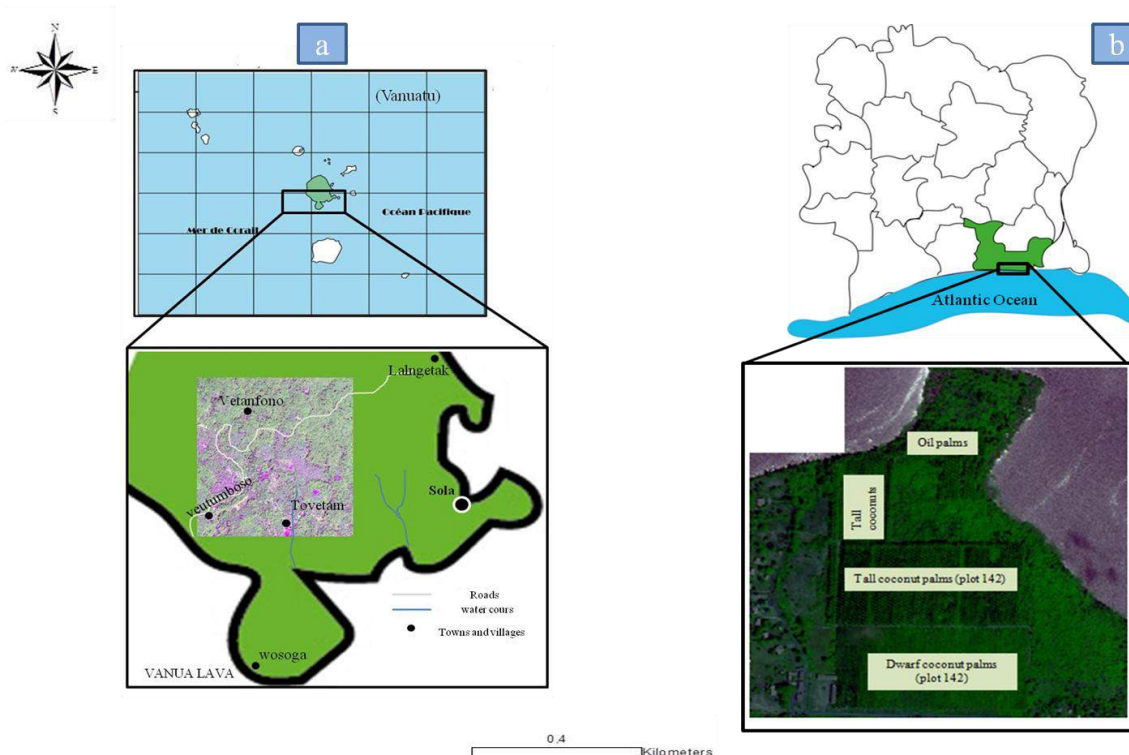 N
W
E
S
a
(Vanuatu)
Océan Pacifique
Mer de Corail
Lalngetak
Vetanfono
veutumboso
Tovetam
Sola
Roads
water cours
Towns and villages
wosoga
VANUA LAVA
b
Atlantic Ocean
Oil palms
Tall
coconuts
Tall coconut palms (plot 142)
Dwarf coconut palms
(plot 142)
0,4
Kilometers